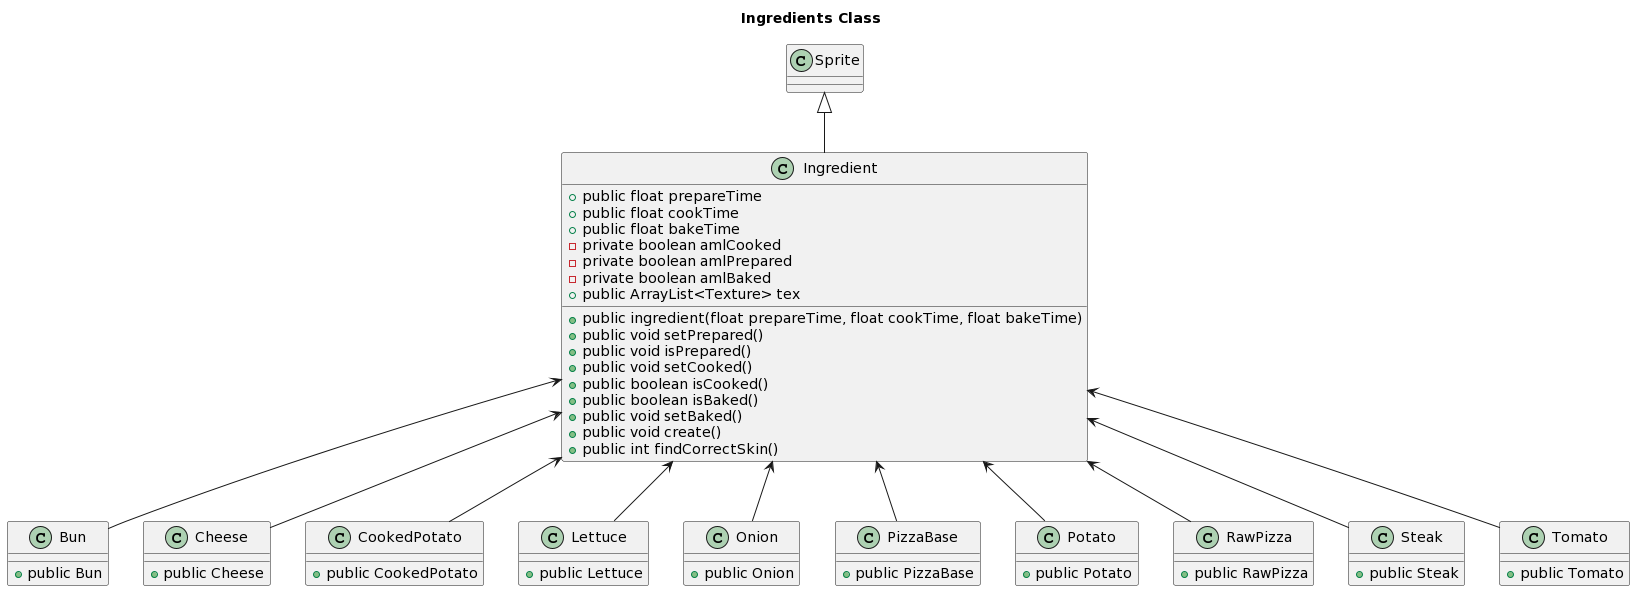 Ingredients Class
C Sprite
C Ingredient
public float prepareTime
public float cookTime
public float bakeTime
private boolean amlCooked
private boolean amlPrepared
private boolean amlBaked
public ArrayList<Texture> tex
public ingredient(float prepareTime, float cookTime, float bakeTime)
public void setPrepared()
public void isPrepared()
public void setCooked()
public boolean isCooked()
public boolean isBaked()
public void setBaked()
public void create()
public int findCorrectSkin()
C Bun
public Bun
C Cheese
public Cheese
C CookedPotato
public CookedPotato
C Lettuce
public Lettuce
C Onion
public Onion
C PizzaBase
public PizzaBase
C Potato
public Potato
C RawPizza
public RawPizza
C Steak
public Steak
C Tomato
public Tomato